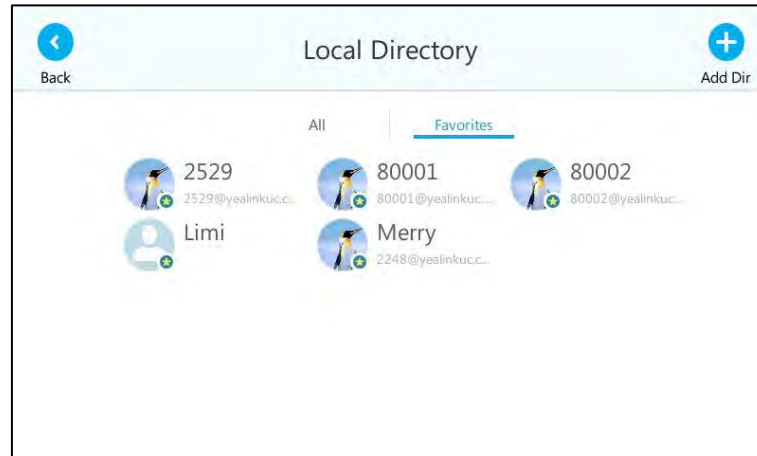 Local Directory
Back
Add Dir
All Favorites
2529 80001 80002
2529@yealinkuc.c... 80001@yealinkuc.... 80002@yealinkuc...
Limi Merry
2248@yealinkuc.c...